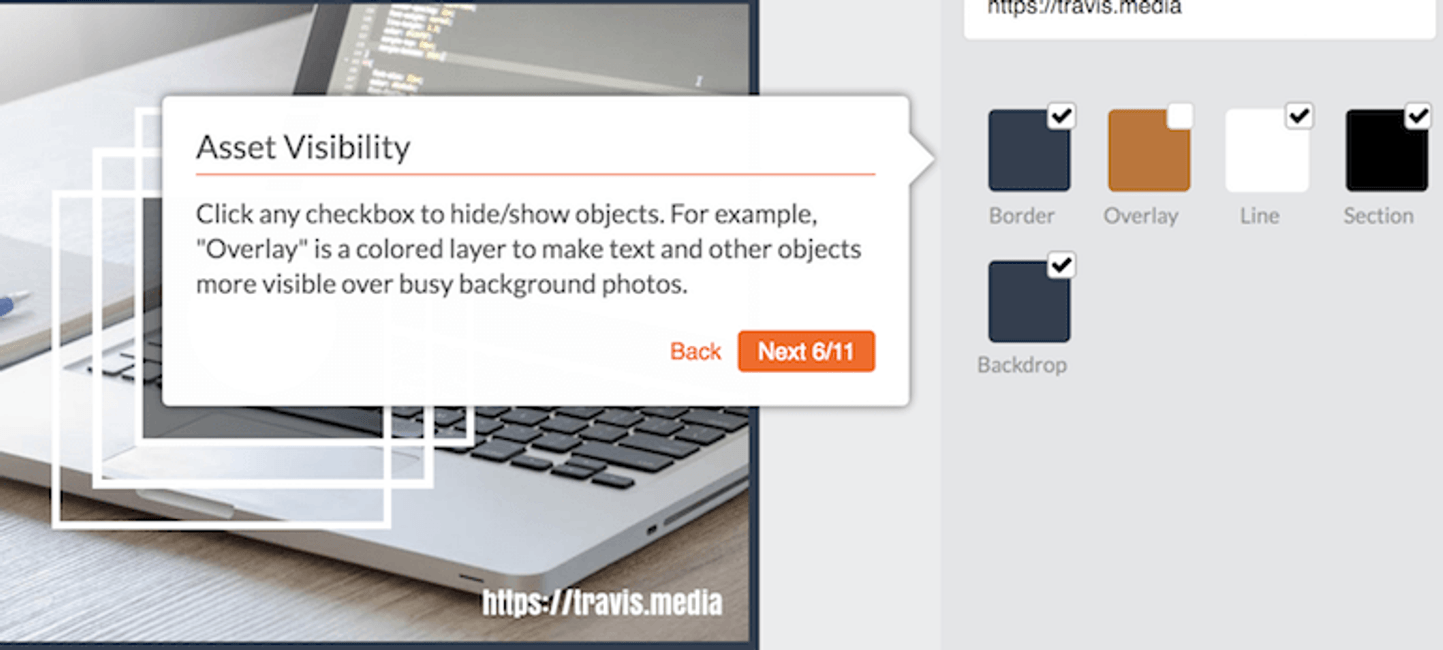 https://travis.media
Asset Visibility
Click any checkbox to hide/show objects. For example,
"Overlay" is a colored layer to make text and other objects
more visible over busy background photos.
Back
Next 6/11
Border
Overlay
Line
Section
Backdrop
https://travis.media